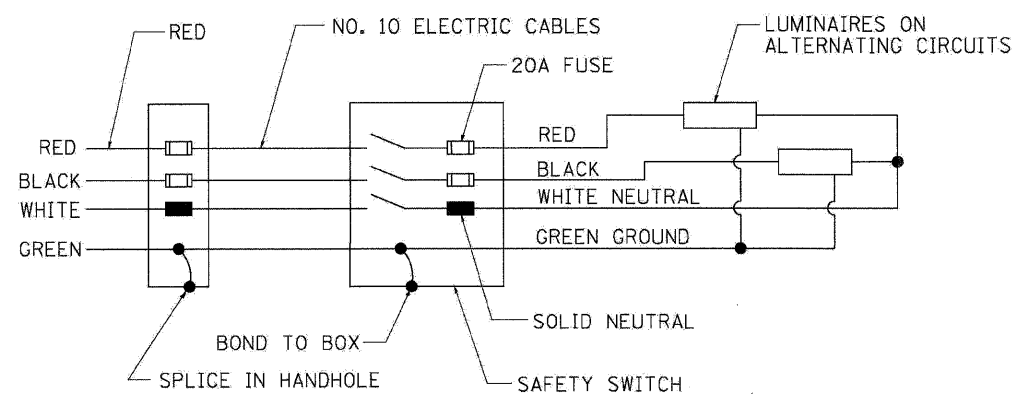 RED
NO. 10 ELECTRIC CABLES
LUMINAIRES ON
ALTERNATING CIRCUITS
20A FUSE
RED
RED
BLACK
BLACK
WHITE
WHITE NEUTRAL
GREEN
GREEN GROUND
SOLID NEUTRAL
BOND TO BOX
SPLICE IN HANDHOLE
SAFETY SWITCH